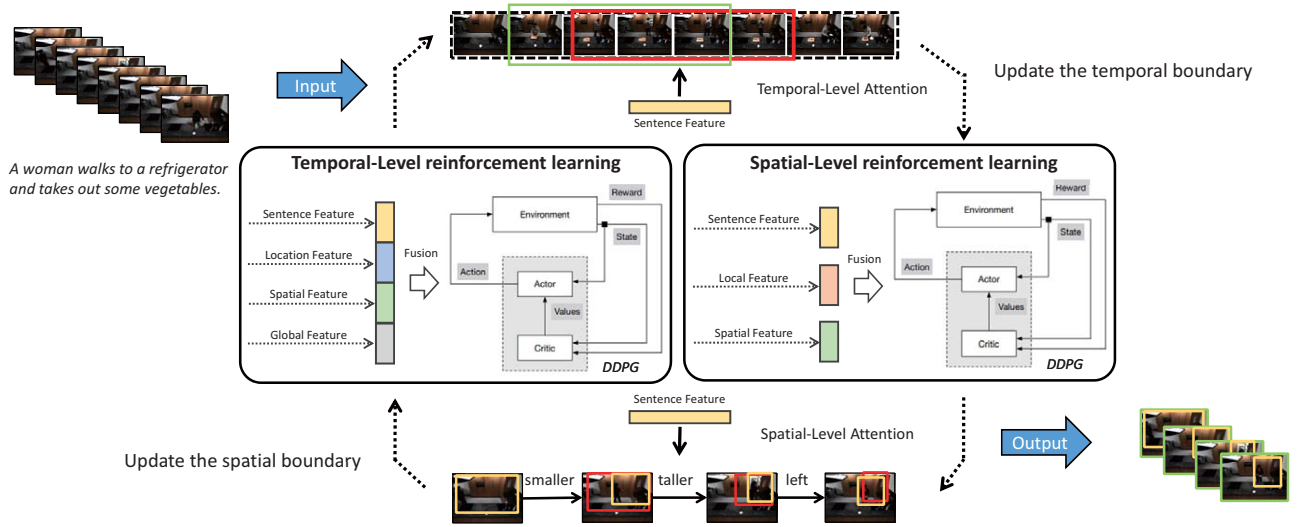 Input
Update the temporal boundary
Temporal-Level Attention
Sentence Feature
A woman walks to a refrigerator
and takes out some vegetables.
Temporal-Level reinforcement learning
Sentence Feature
Location Feature
Spatial Feature
Global Feature
Fusion
Reward
Environment
State
Action
Actor
Values
Critic
DDPG
Spatial-Level reinforcement learning
Sentence Feature
Local Feature
Spatial Feature
Fusion
Heward
Environment
State
Action
Actor
Values
Critic
DDPG
Sentence Feature
Spatial-Level Attention
Output
Update the spatial boundary
smaller
taller
left